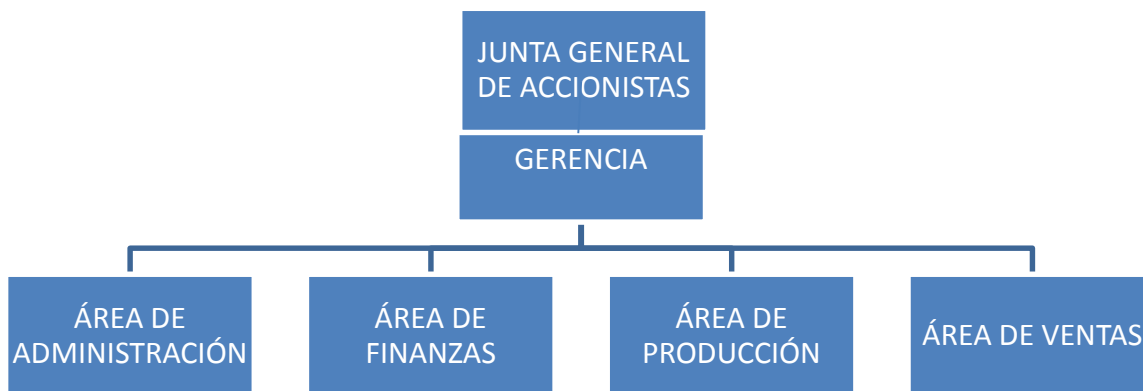 JUNTA GENERAL
DE ACCIONISTAS
GERENCIA
ÁREA DE
ADMINISTRACIÓN
ÁREA DE
FINANZAS
ÁREA DE
PRODUCCIÓN
ÁREA DE VENTAS